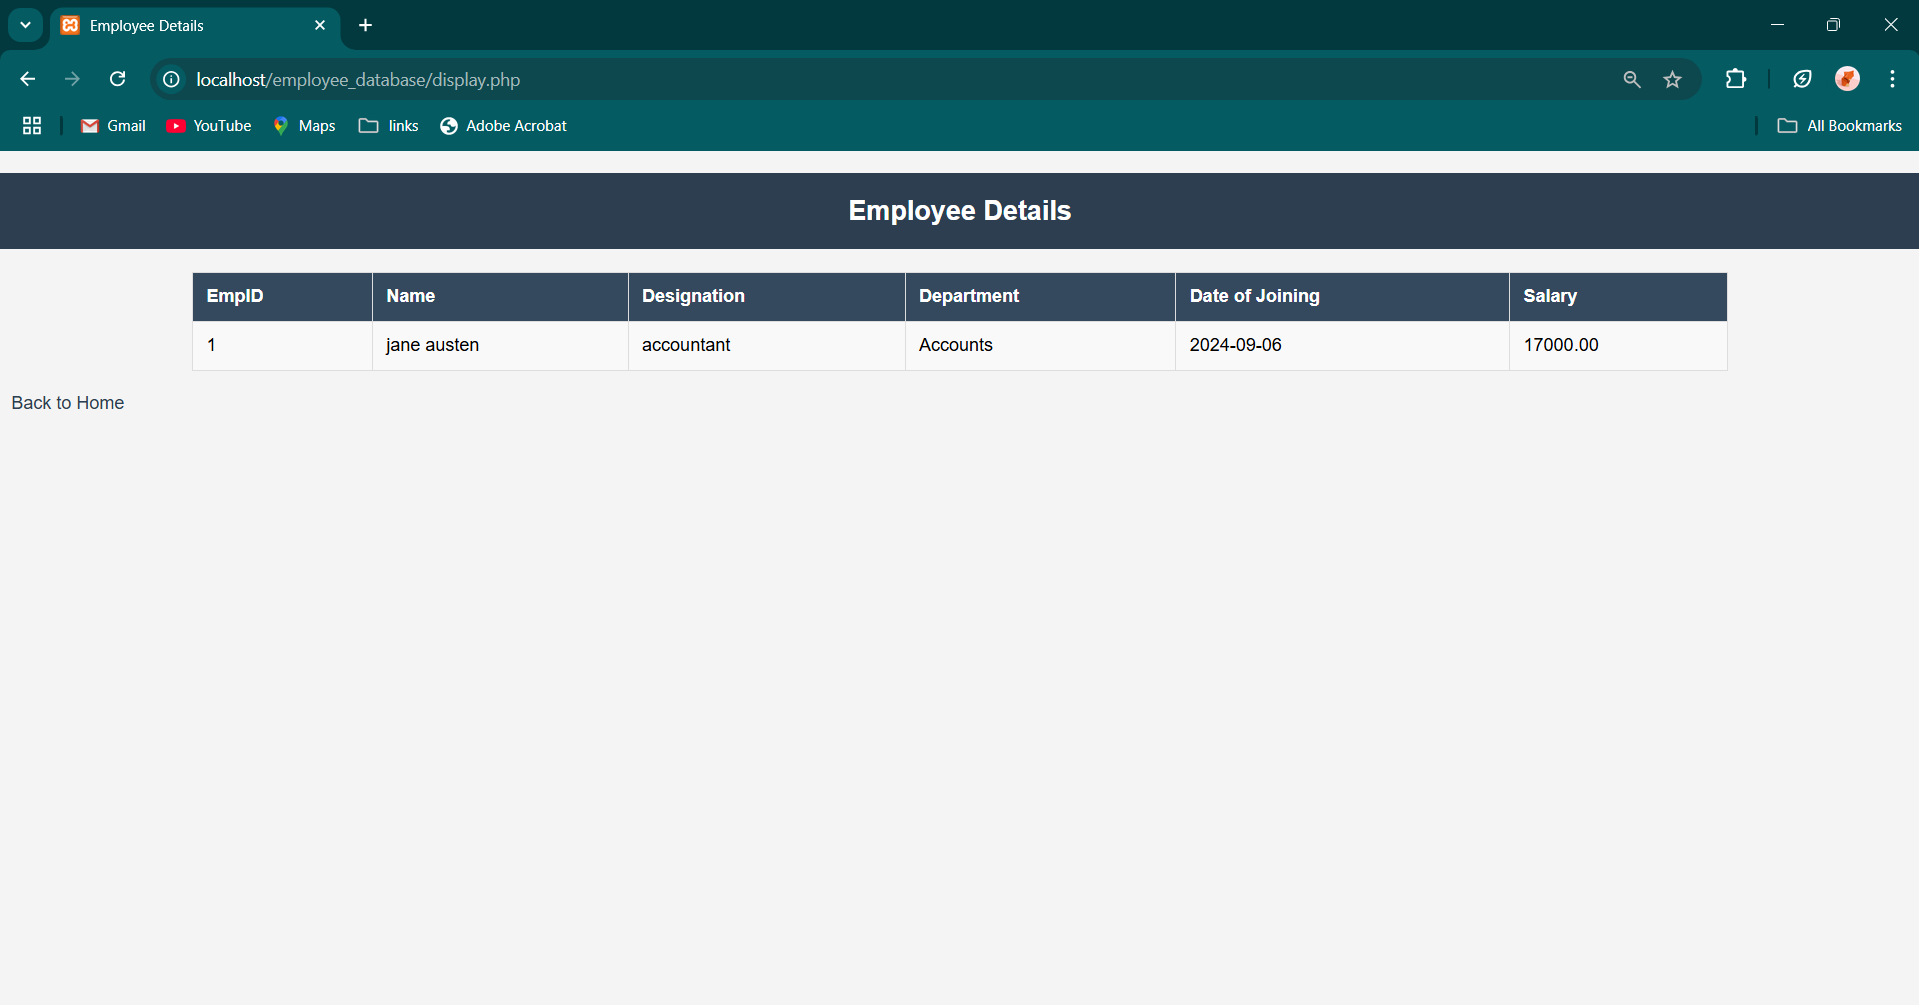 Employee Details
localhost/employee_database/display.php
Gmail YouTube Maps links Adobe Acrobat All Bookmarks
Employee Details
EmpID Name Designation Department Date of Joining Salary
1 jane austen accountant Accounts 2024-09-06 17000.00
Back to Home